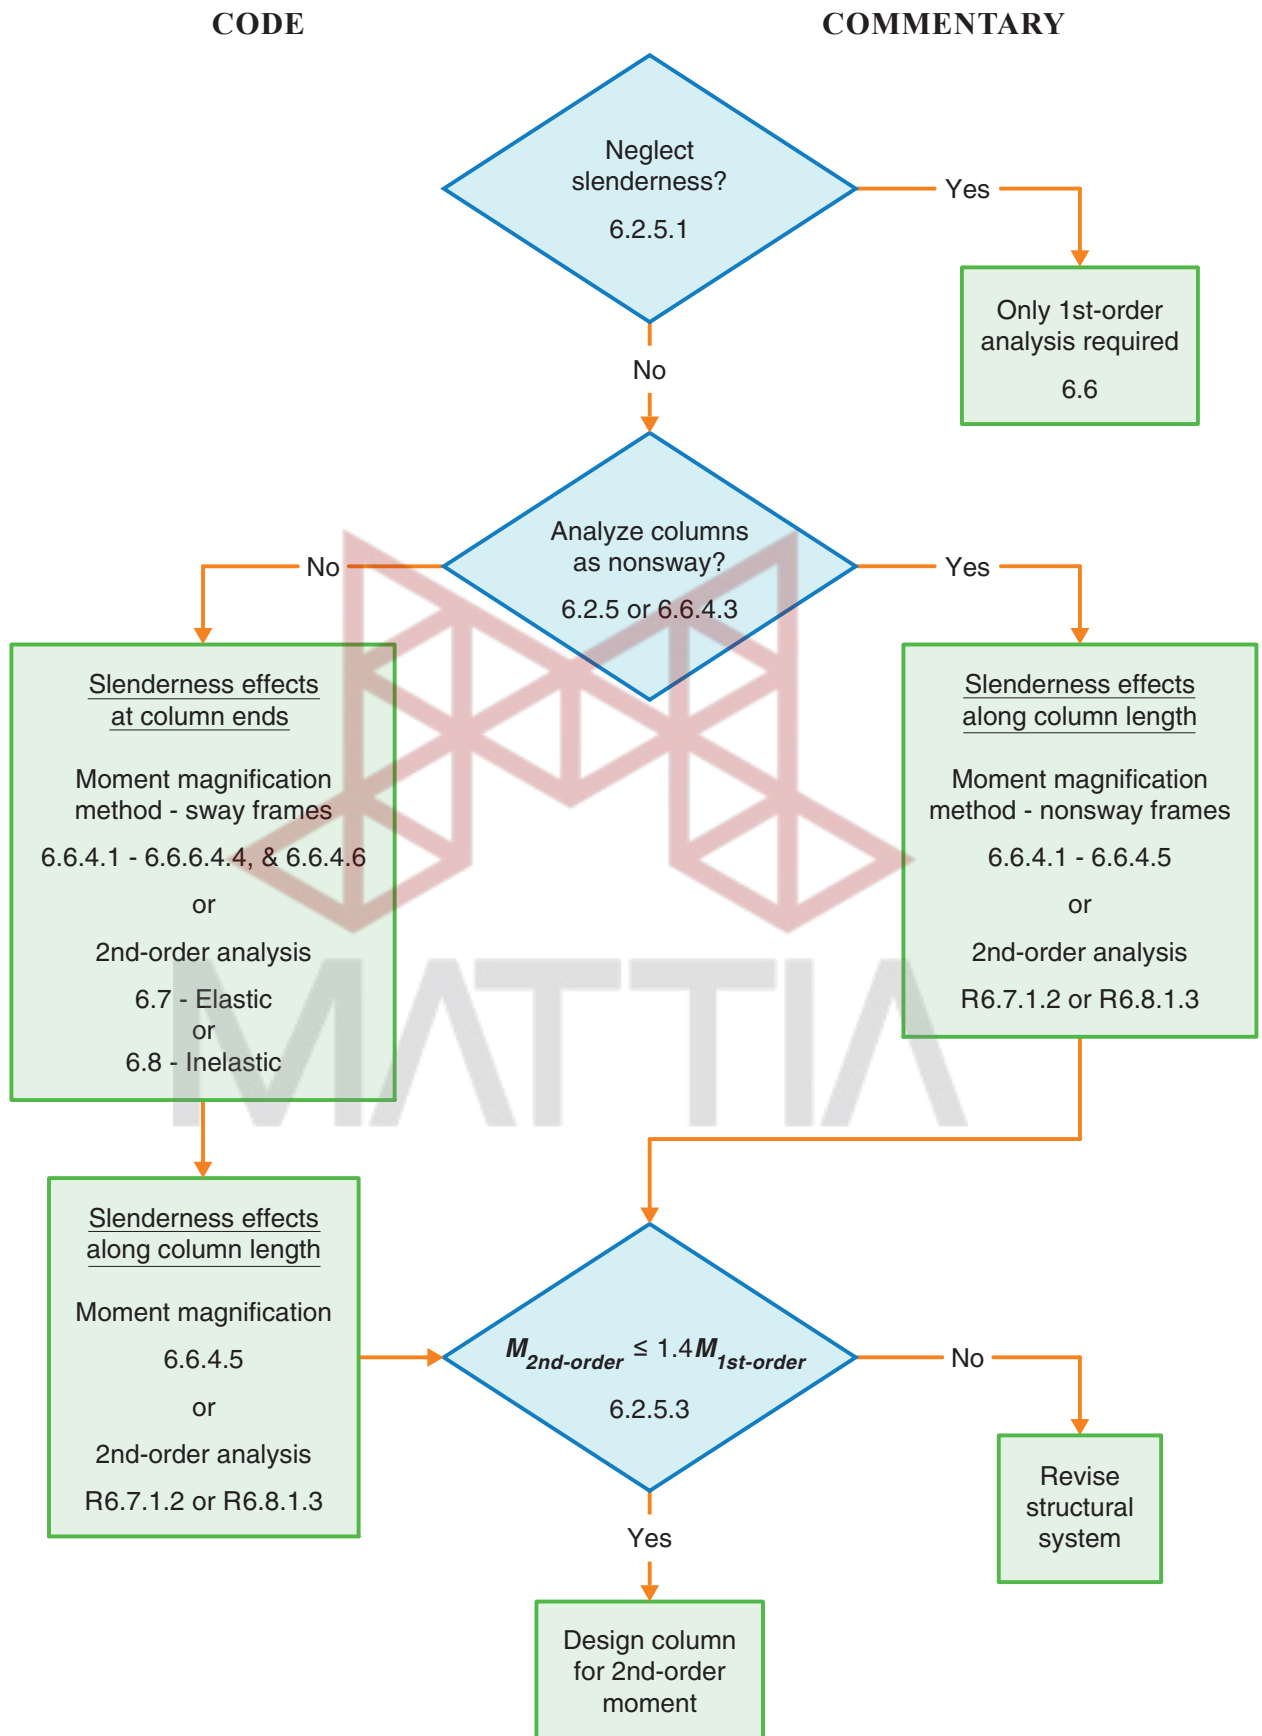 CODE
COMMENTARY
Neglect
slenderness?
6.2.5.1
Yes
Only 1st-order
analysis required
6.6
No
Analyze columns
as nonsway?
6.2.5 or 6.6.4.3
No
Yes
Slenderness effects
at column ends
Moment magnification
method - sway frames
6.6.4.1 - 6.6.6.4.4, & 6.6.4.6
or
2nd-order analysis
6.7 - Elastic
or
6.8 - Inelastic
Slenderness effects
along column length
Moment magnification
method - nonsway frames
6.6.4.1 - 6.6.4.5
or
2nd-order analysis
R6.7.1.2 or R6.8.1.3
MATTIA
Slenderness effects
along column length
Moment magnification
6.6.4.5
or
2nd-order analysis
R6.7.1.2 or R6.8.1.3
M2nd-order ≤ 1.4M1st-order
6.2.5.3
No
Revise
structural
system
Yes
Design column
for 2nd-order
moment